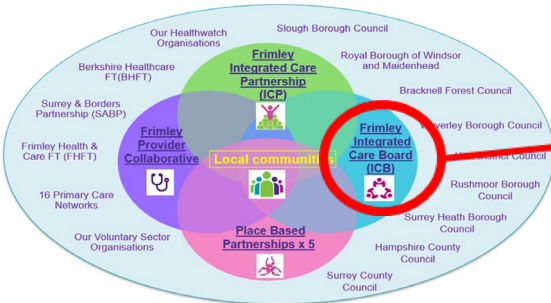 Our Healthwatch
Organisations
Slough Borough Council
Berkshire Healthcare
FT(BHFT)
Frimley
Integrated Care
Partnership
(ICP)
Royal Borough of Windsor
and Maidenhead
Bracknell Forest Council
Surrey & Borders
Partnership (SABP)
Frimley
Provider
Collaborative
Frimley
Integrated
Care Board
(ICB)
Borough Council
Frimley Health &
Care FT (FHFT)
Local communities
District Council
Rushmoor Borough
Council
16 Primary Care
Networks
Surrey Heath Borough
Council
Our Voluntary Sector
Organisations
Place Based
Partnerships x 5
Hampshire County
Council
Surrey County
Council